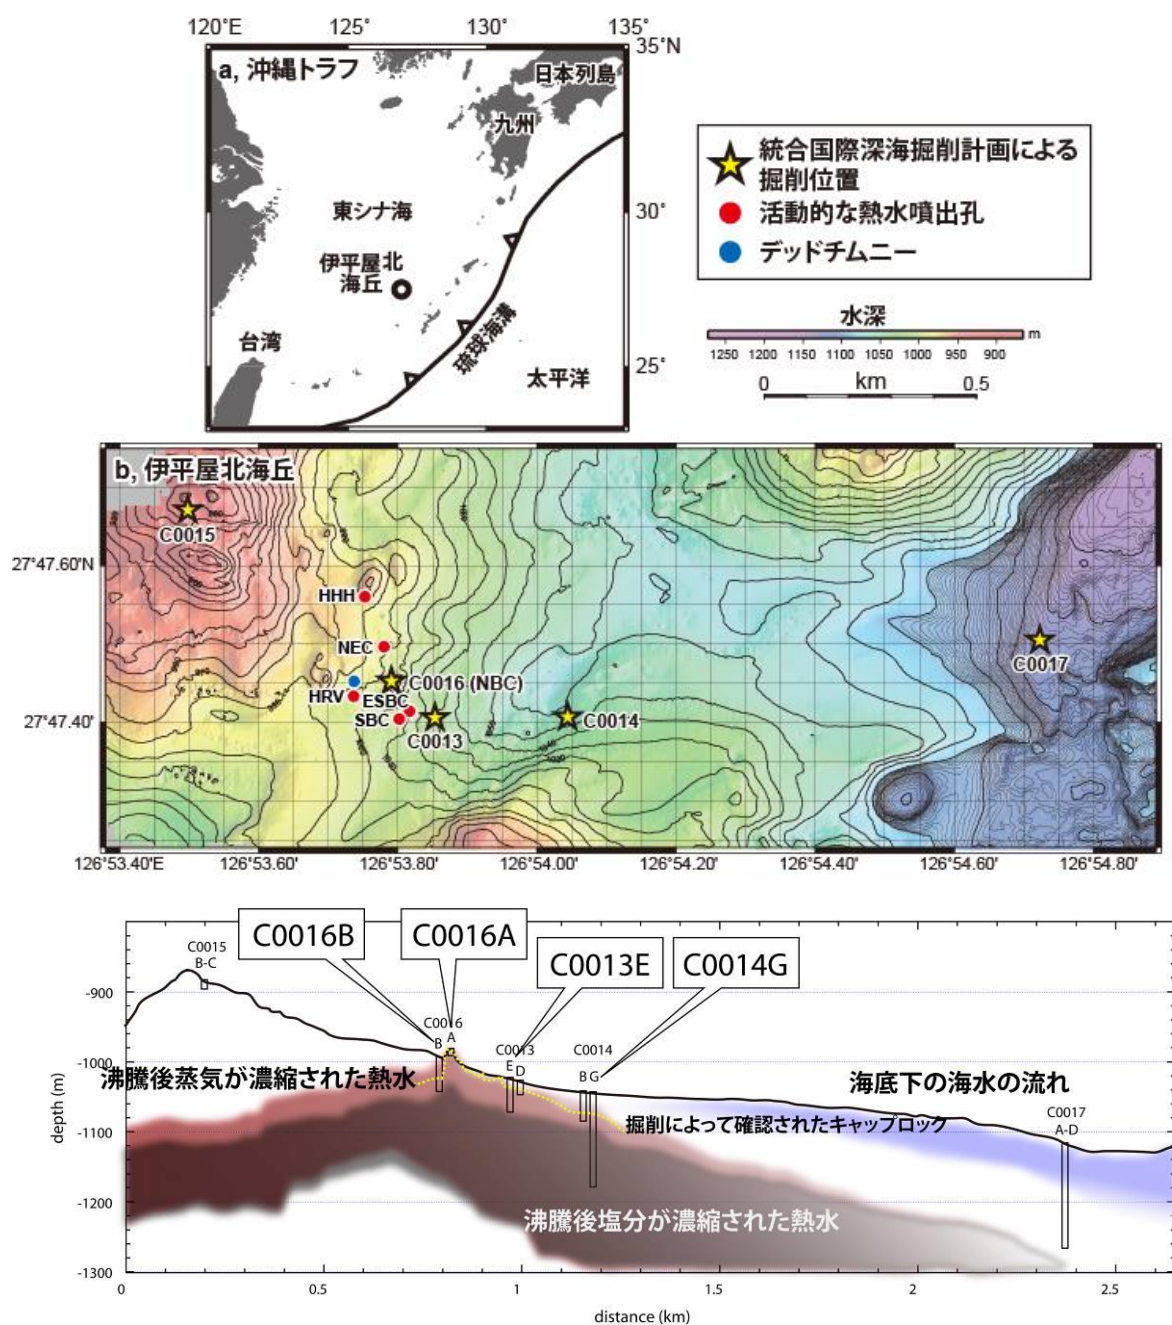 120˚E 125˚ 130˚ 135˚
35˚N
a, 沖縄トラフ
日本列島
九州
30˚
東シナ海
伊平屋北
海丘
台湾
琉球海溝
25˚
太平洋
統合国際深海掘削計画による
掘削位置
活動的な熱水噴出孔
デッドチムニー
水深
m
1250 1200 1150 1100 1050 1000 950 900
0 km 0.5
b, 伊平屋北海丘
C0015
27°47.60'N
HHH
NEC
C0016 (NBC)
HRV
ESBC
SBC
C0013
C0014
C0017
27°47.40'
126°53.40'E 126°53.60' 126°53.80' 126°54.00' 126°54.20' 126°54.40' 126°54.60' 126°54.80'
C0016B
C0016A
C0013E
C0014G
C0015
B-C
C0016
B A
C0013
E D
C0014
B G
C0017
A-D
沸騰後蒸気が濃縮された熱水
海底下の海水の流れ
掘削によって確認されたキャップロック
沸騰後塩分が濃縮された熱水
depth (m)
-900
-1000
-1100
-1200
-1300
0 0.5 1 1.5 2 2.5
distance (km)